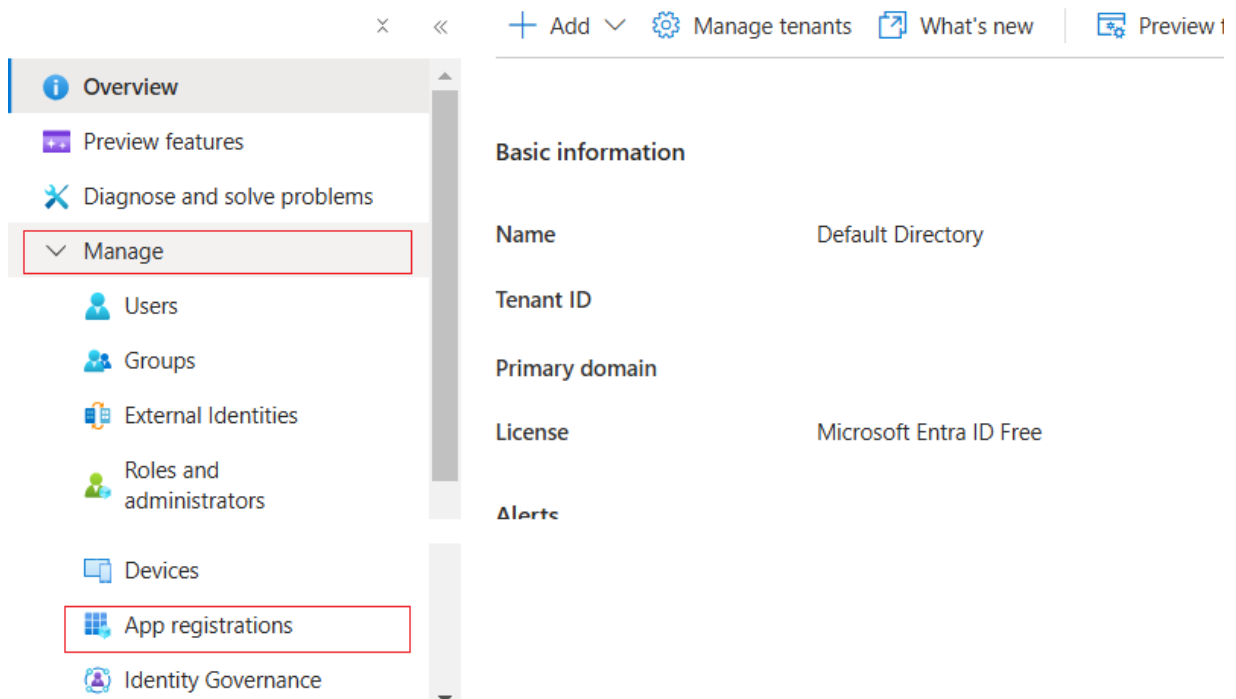 Add
Manage tenants
What's new
Overview
Preview features
Diagnose and solve problems
Manage
Users
Groups
External Identities
Roles and
administrators
Devices
App registrations
Identity Governance
Preview
Basic information
Name Default Directory
Tenant ID
Primary domain
License Microsoft Entra ID Free
Alerts